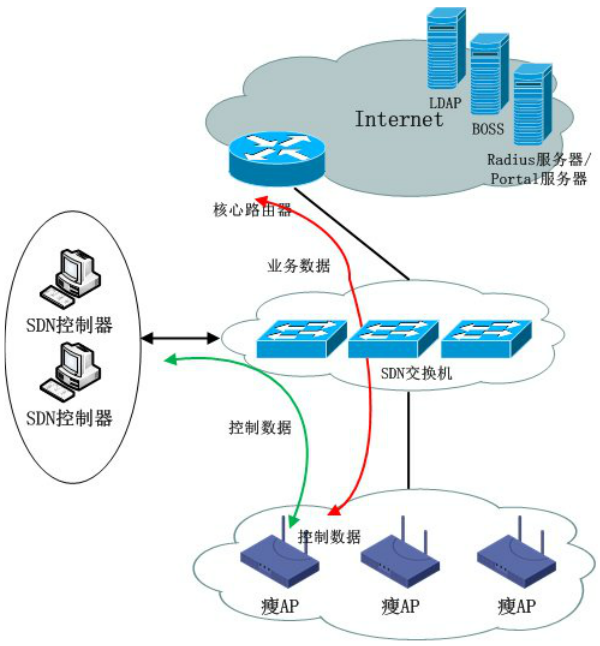 LDAP
Internet
BOSS
Radius服务器/
Portal服务器
核心路由器
业务数据
SDN控制器
SDN交换机
SDN控制器
控制数据
控制数据
瘦AP
瘦AP
瘦AP